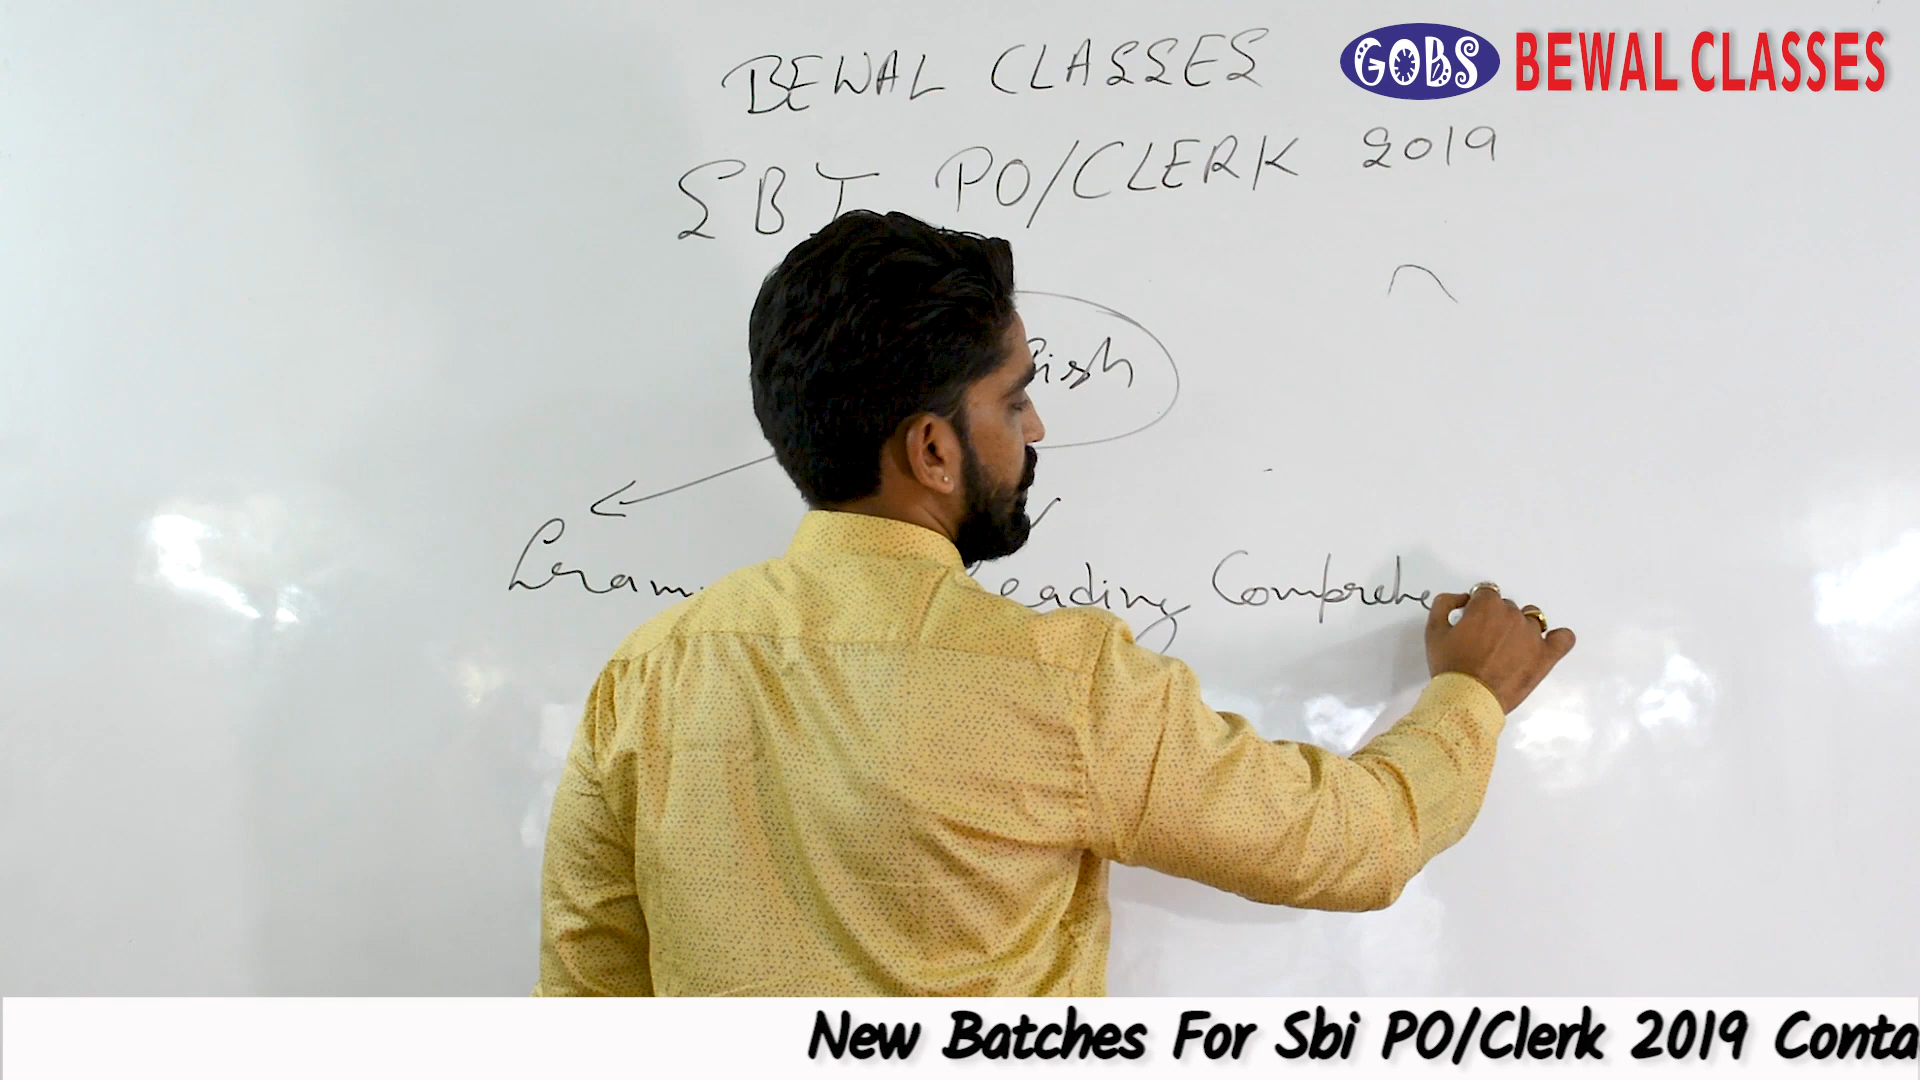 GOBS BEWAL CLASSES
BEWAL CLASSES
SBI PO/CLERK 2019
Comprehe
New Batches For Sbi PO/Clerk 2019 Conta